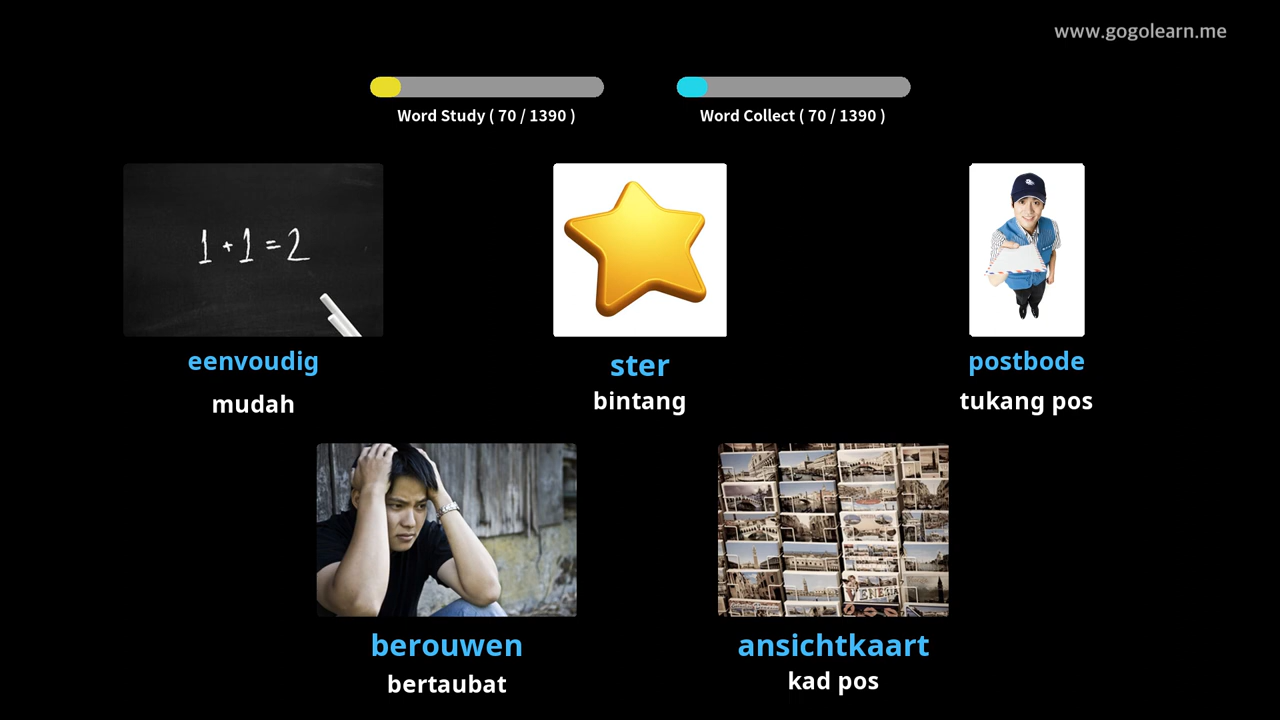 www.gogolearn.me
Word Study ( 70 / 1390 )
Word Collect ( 70 / 1390 )
1 + 1 = 2
eenvoudig
mudah
ster
bintang
postbode
tukang pos
berouwen
bertaubat
ansichtkaart
kad pos